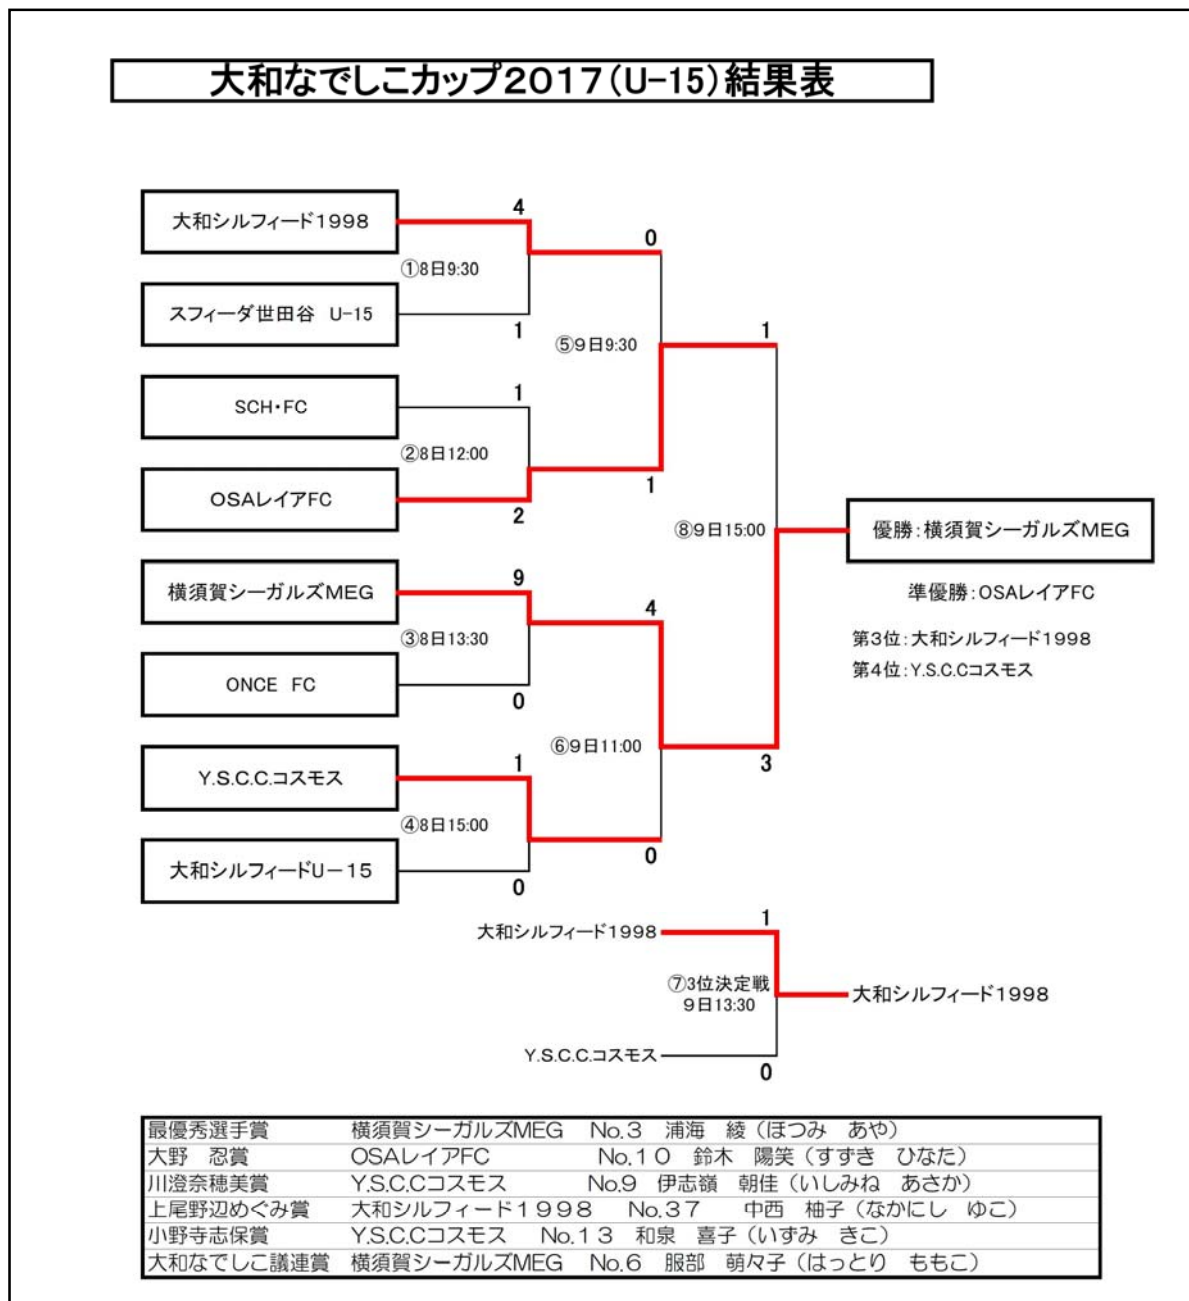 大和なでしこカップ2017(U-15)結果表
大和シルフィード1998
4
0
①8日9:30
スフィーダ世田谷 U-15
1
⑤9日9:30
1
SCH・FC
1
②8日12:00
OSAレイアFC
2
1
⑧9日15:00
優勝:横須賀シーガルズMEG
準優勝:OSAレイアFC
第3位:大和シルフィード1998
第4位:Y.S.C.Cコスモス
横須賀シーガルズMEG
9
4
③8日13:30
ONCE FC
0
⑥9日11:00
3
Y.S.C.C.コスモス
1
④8日15:00
大和シルフィードU-15
0
0
大和シルフィード1998
1
⑦3位決定戦
9日13:30
大和シルフィード1998
Y.S.C.C.コスモス
0
最優秀選手賞 横須賀シーガルズMEG No.3 浦海 綾(ほつみ あや)
大野 忍賞 OSAレイアFC No.10 鈴木 陽笑(すずき ひなた)
川澄奈穂美賞 Y.S.C.Cコスモス No.9 伊志嶺 朝佳(いしみね あさか)
上尾野辺めぐみ賞 大和シルフィード1998 No.37 中西 柚子(なかにし ゆこ)
小野寺志保賞 Y.S.C.Cコスモス No.13 和泉 喜子(いずみ きこ)
大和なでしこ議連賞 横須賀シーガルズMEG No.6 服部 萌々子(はっとり ももこ)